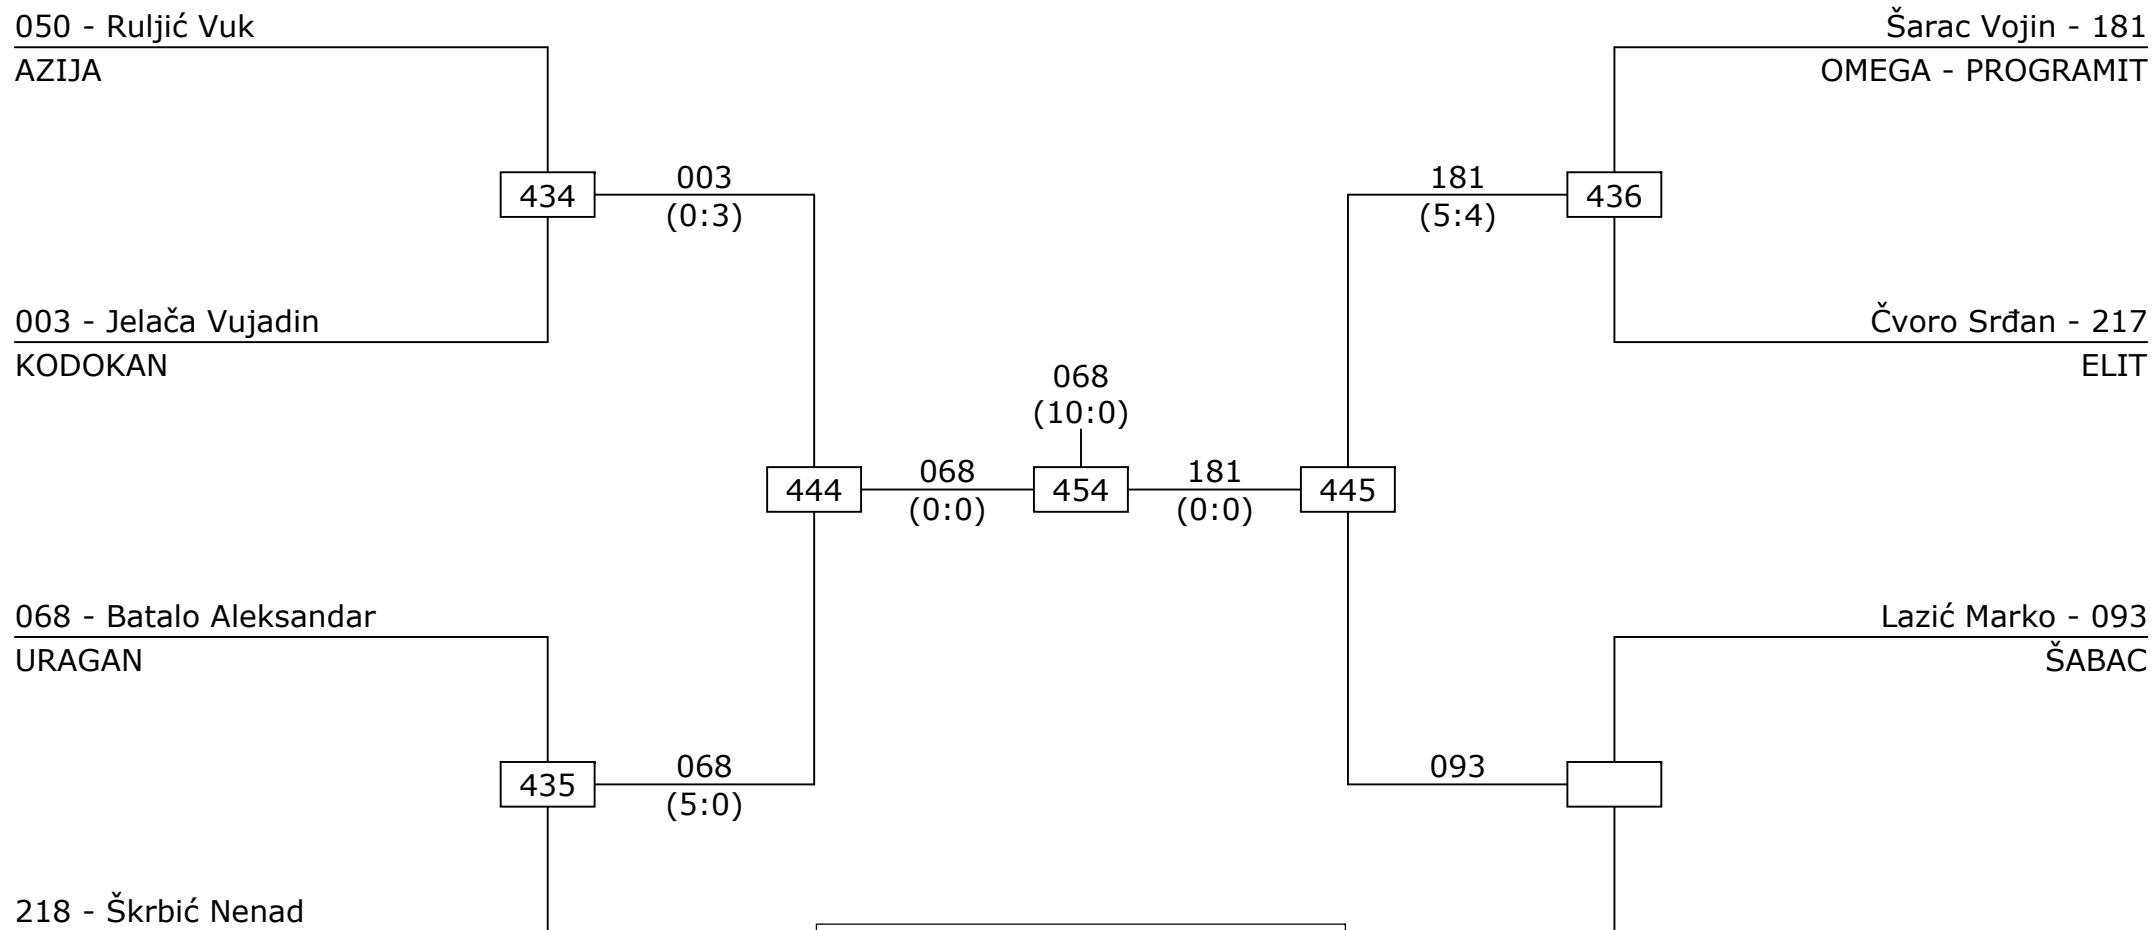 050 - Ruljić Vuk
AZIJA
Šarac Vojin - 181
OMEGA - PROGRAMIT
434
003
(0:3)
181
(5:4)
436
003 - Jelača Vujadin
KODOKAN
Čvoro Srđan - 217
ELIT
068
(10:0)
444
068
(0:0)
454
181
(0:0)
445
068 - Batalo Aleksandar
URAGAN
Lazić Marko - 093
ŠABAC
435
068
(5:0)
093
218 - Škrbić Nenad